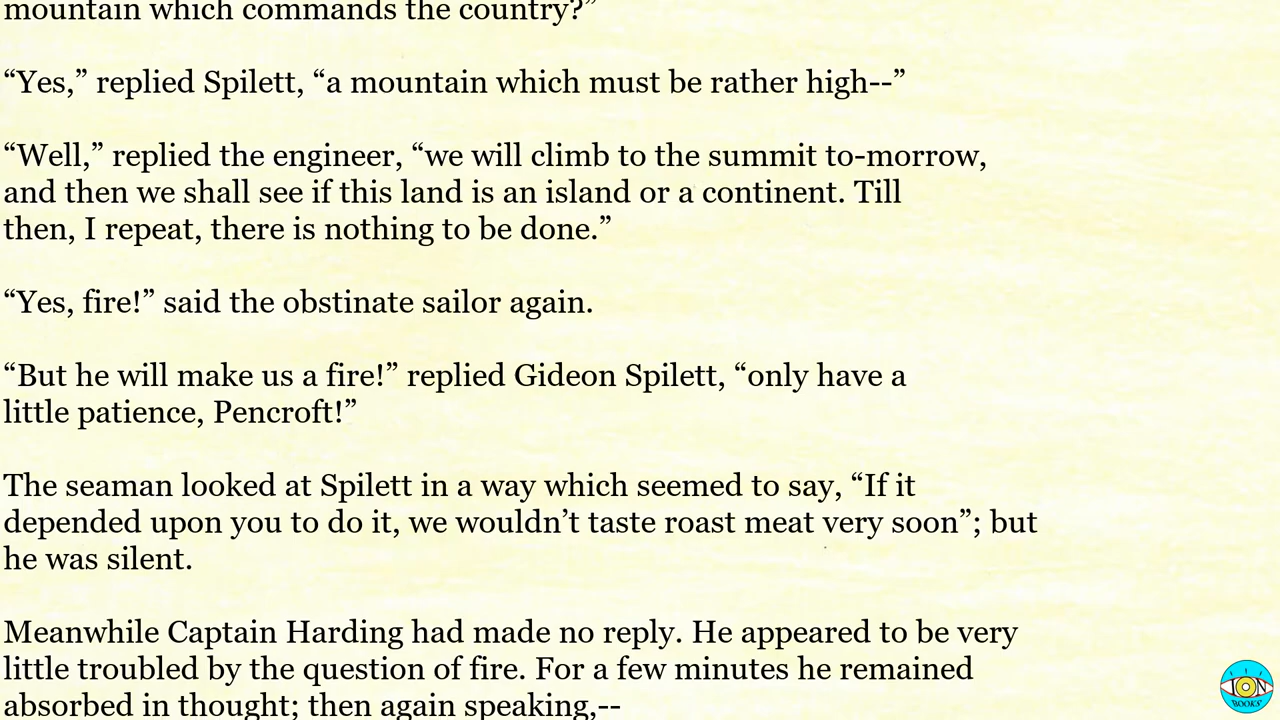 mountain which commands the country?”
“Yes,” replied Spilett, “a mountain which must be rather high--”
“Well,” replied the engineer, “we will climb to the summit to-morrow,
and then we shall see if this land is an island or a continent. Till
then, I repeat, there is nothing to be done.”
“Yes, fire!” said the obstinate sailor again.
“But he will make us a fire!” replied Gideon Spilett, “only have a
little patience, Pencroft!”
The seaman looked at Spilett in a way which seemed to say, “If it
depended upon you to do it, we wouldn’t taste roast meat very soon”; but
he was silent.
Meanwhile Captain Harding had made no reply. He appeared to be very
little troubled by the question of fire. For a few minutes he remained
absorbed in thought; then again speaking,--
ION
BOOKS